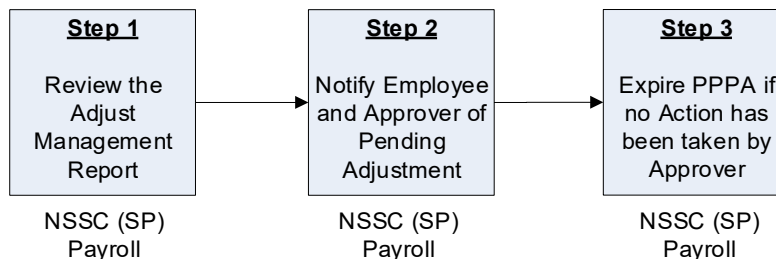 Step 1
Review the
Adjust
Management
Report
NSSC (SP)
Payroll
Step 2
Notify Employee
and Approver of
Pending
Adjustment
NSSC (SP)
Payroll
Step 3
Expire PPPA if
no Action has
been taken by
Approver
NSSC (SP)
Payroll